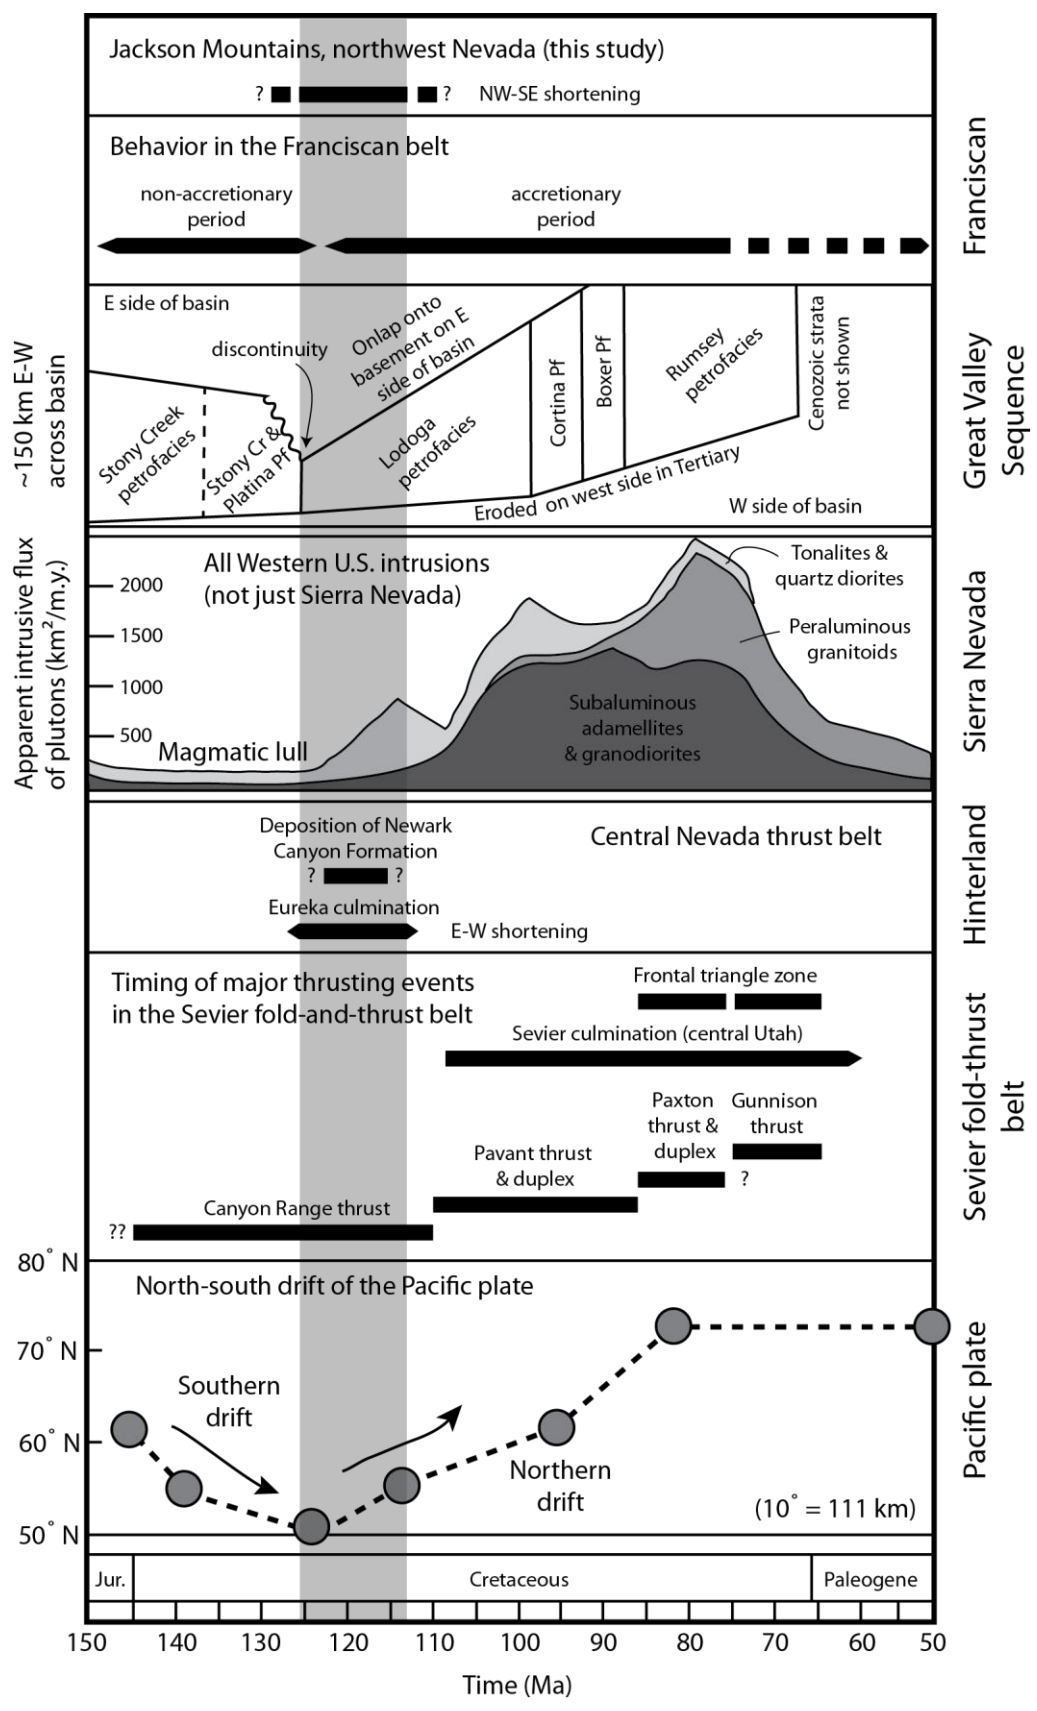 Jackson Mountains, northwest Nevada (this study)
? ? NW-SE shortening
Behavior in the Franciscan belt
non-accretionary
period
accretionary
period
Franciscan
E side of basin
discontinuity
Onlap onto
basement on E
side of basin
Stony Creek
petrofacies
Stony Cr &
Platina Pf
Lodoga
petrofacies
Cortina Pf
Boxer Pf
Rumsey
petrofacies
Cenozoic strata
not shown
Eroded on west side in Tertiary
W side of basin
~150 km E-W
across basin
Great Valley
Sequence
All Western U.S. intrusions
(not just Sierra Nevada)
Tonalites &
quartz diorites
Peraluminous
granitoids
Subaluminous
adamellites
& granodiorites
Magmatic lull
2000
1500
1000
500
Apparent intrusive flux
of plutons (km²/m.y.)
Sierra Nevada
Deposition of Newark
Canyon Formation
? ?
Eureka culmination
E-W shortening
Central Nevada thrust belt
Hinterland
Timing of major thrusting events
in the Sevier fold-and-thrust belt
Frontal triangle zone
Sevier culmination (central Utah)
Paxton
thrust &
duplex
Gunnison
thrust
?
Pavant thrust
& duplex
Canyon Range thrust
??
Sevier fold-thrust
belt
North-south drift of the Pacific plate
80° N
70° N
60° N
50° N
Southern
drift
Northern
drift
(10° = 111 km)
Pacific plate
Jur. Cretaceous Paleogene
150 140 130 120 110 100 90 80 70 60 50
Time (Ma)